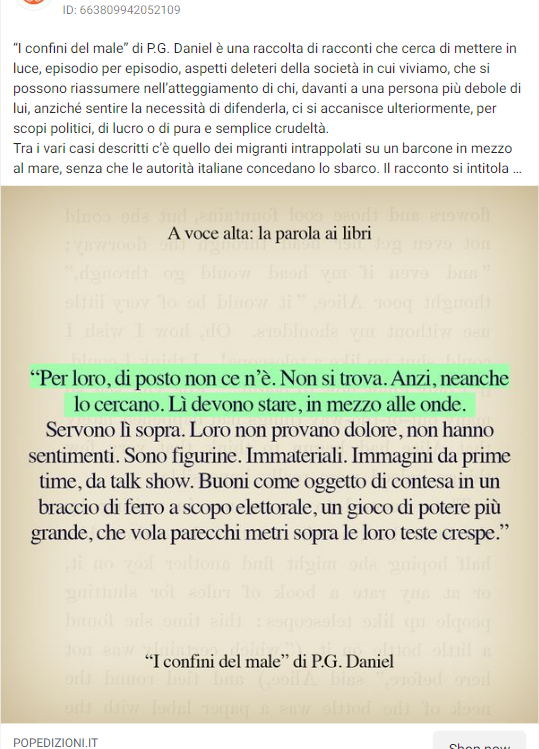 ID: 663809942052109
“I confini del male” di P.G. Daniel è una raccolta di racconti che cerca di mettere in
luce, episodio per episodio, aspetti deleteri della società in cui viviamo, che si
possono riassumere nell’atteggiamento di chi, davanti a una persona più debole di
lui, anziché sentire la necessità di difenderla, ci si accanisce ulteriormente, per
scopi politici, di lucro o di pura e semplice crudeltà.
Tra i vari casi descritti c’è quello dei migranti intrappolati su un barcone in mezzo
al mare, senza che le autorità italiane concedano lo sbarco. Il racconto si intitola ...
A voce alta: la parola ai libri
“Per loro, di posto non ce n’è. Non si trova. Anzi, neanche
lo cercano. Lì devono stare, in mezzo alle onde.
Servono lì sopra. Loro non provano dolore, non hanno
sentimenti. Sono figurine. Immateriali. Immagini da prime
time, da talk show. Buoni come oggetto di contesa in un
braccio di ferro a scopo elettorale, un gioco di potere più
grande, che vola parecchi metri sopra le loro teste crespe.”
“I confini del male” di P.G. Daniel
POPEDIZIONI.IT
Shop now